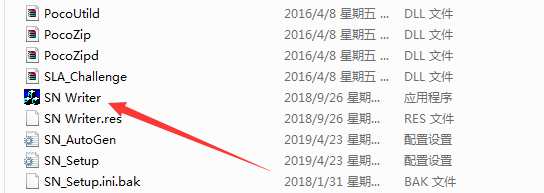 PocoUtild 2016/4/8 星期五 ... DLL 文件
PocoZip 2016/4/8 星期五 ... DLL 文件
PocoZipd 2016/4/8 星期五 ... DLL 文件
SLA_Challenge 2016/4/8 星期五 ... DLL 文件
SN Writer 2018/9/26 星期... 应用程序
SN Writer.res 2018/9/26 星期... RES 文件
SN_AutoGen 2019/4/23 星期... 配置设置
SN_Setup 2019/4/23 星期... 配置设置
SN_Setup.ini.bak 2018/1/31 星期... BAK 文件